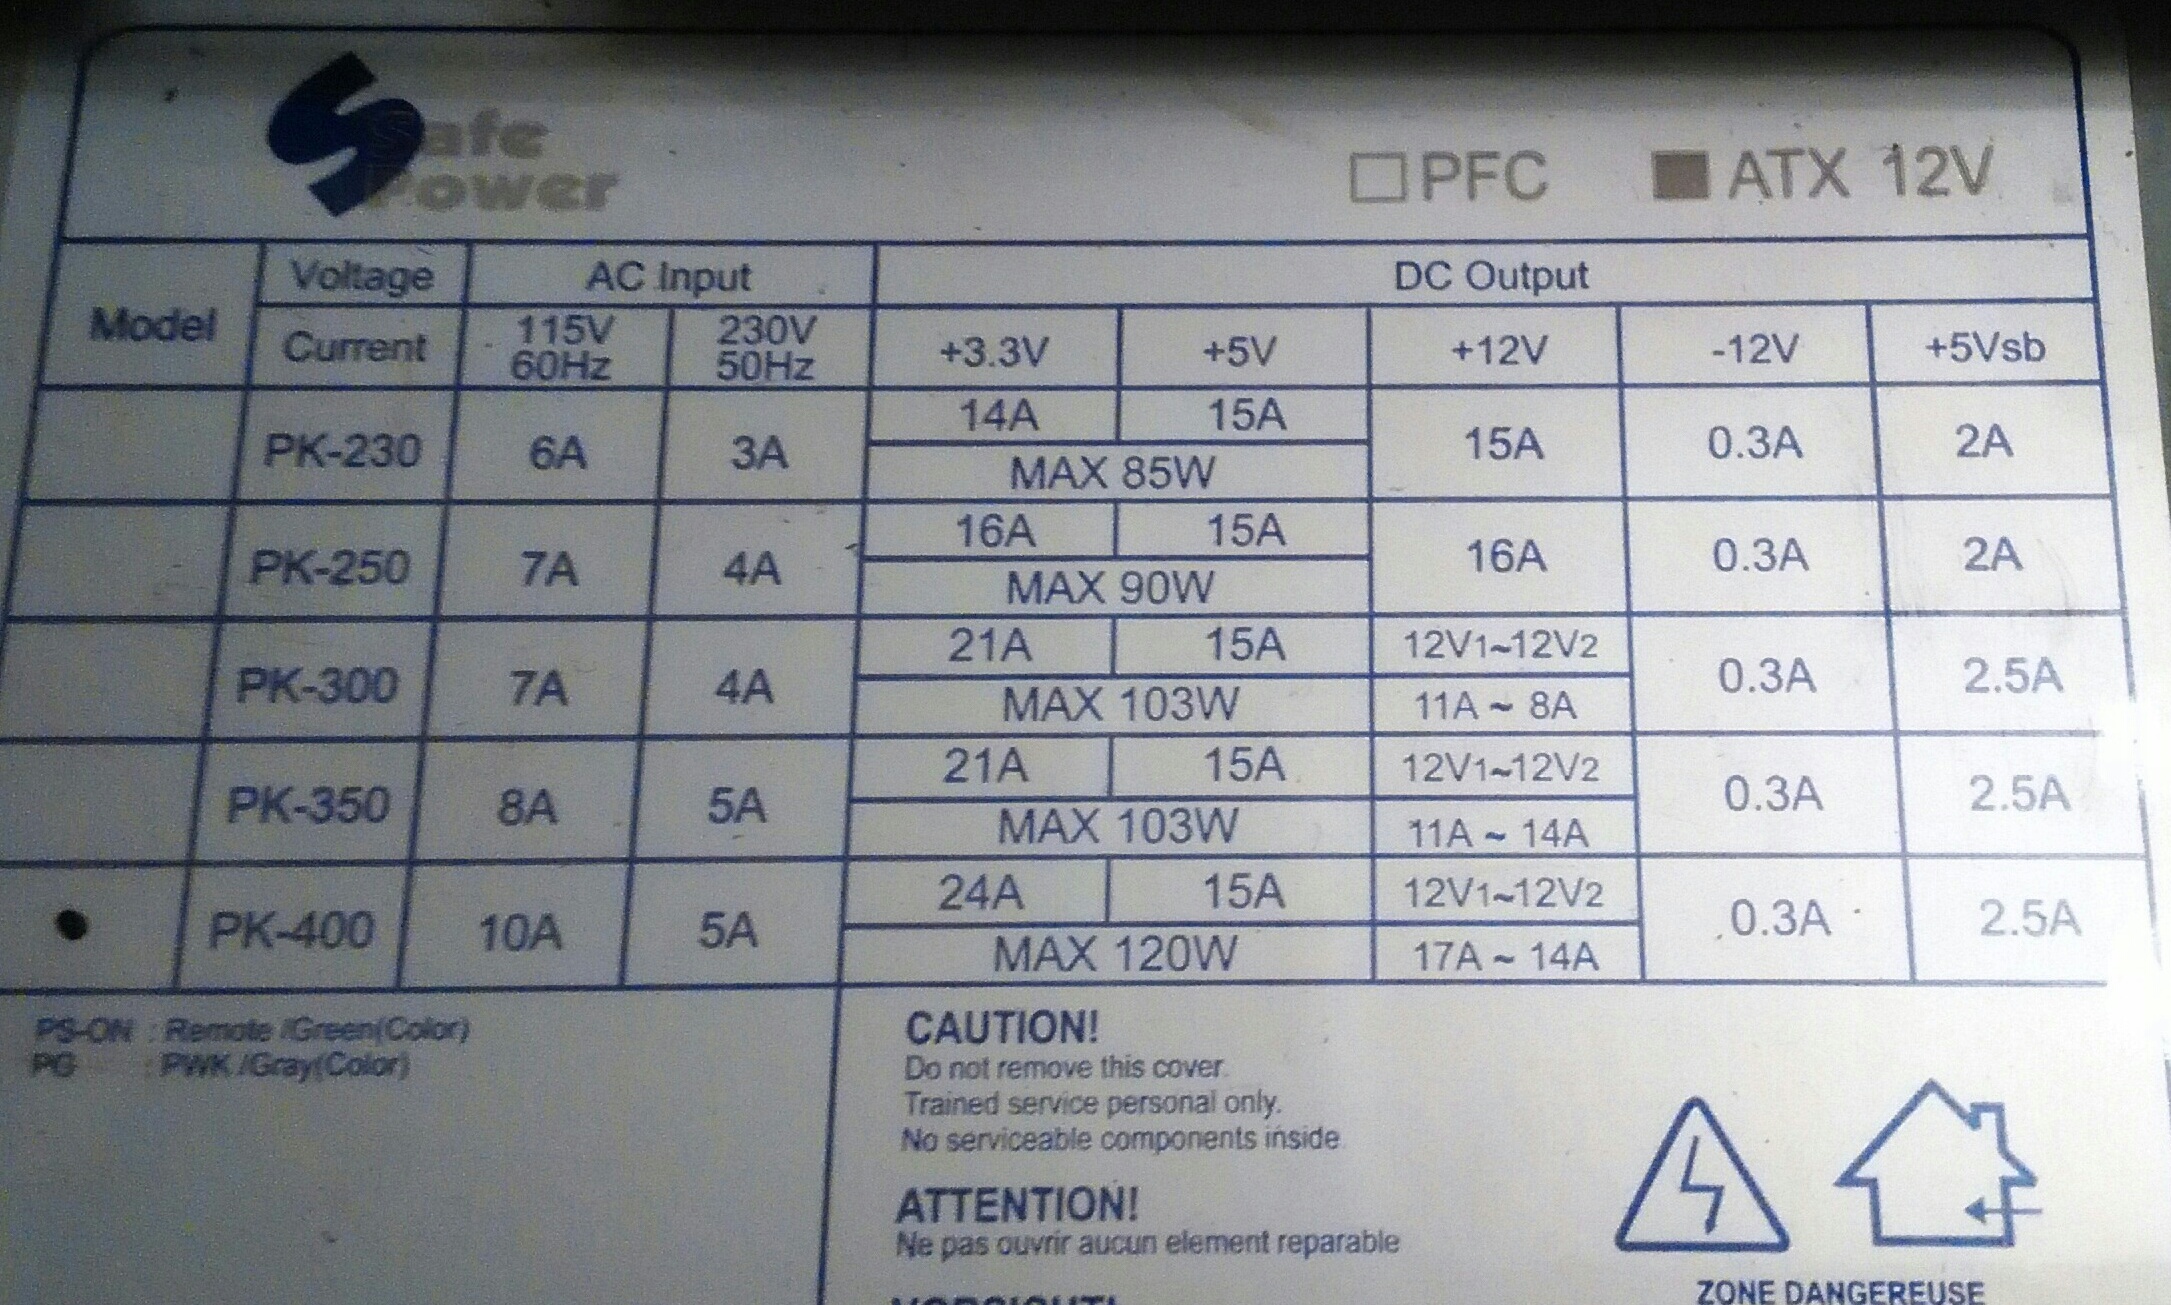 Safe
Power
PFC ATX 12V
Model Voltage AC Input DC Output
Current 115V 60Hz 230V 50Hz +3.3V +5V +12V -12V +5Vsb
PK-230 6A 3A 14A 15A 15A 0.3A 2A
MAX 85W
PK-250 7A 4A 16A 15A 16A 0.3A 2A
MAX 90W
PK-300 7A 4A 21A 15A 12V1~12V2 0.3A 2.5A
MAX 103W 11A ~ 8A
PK-350 8A 5A 21A 15A 12V1~12V2 0.3A 2.5A
MAX 103W 11A ~ 14A
PK-400 10A 5A 24A 15A 12V1~12V2 0.3A 2.5A
MAX 120W 17A ~ 14A
PS-ON : Remote /Green(Color)
PG : PWK /Gray(Color)
CAUTION!
Do not remove this cover.
Trained service personal only.
No serviceable components inside.
ATTENTION!
Ne pas ouvrir aucun element reparable
ZONE DANGEREUSE